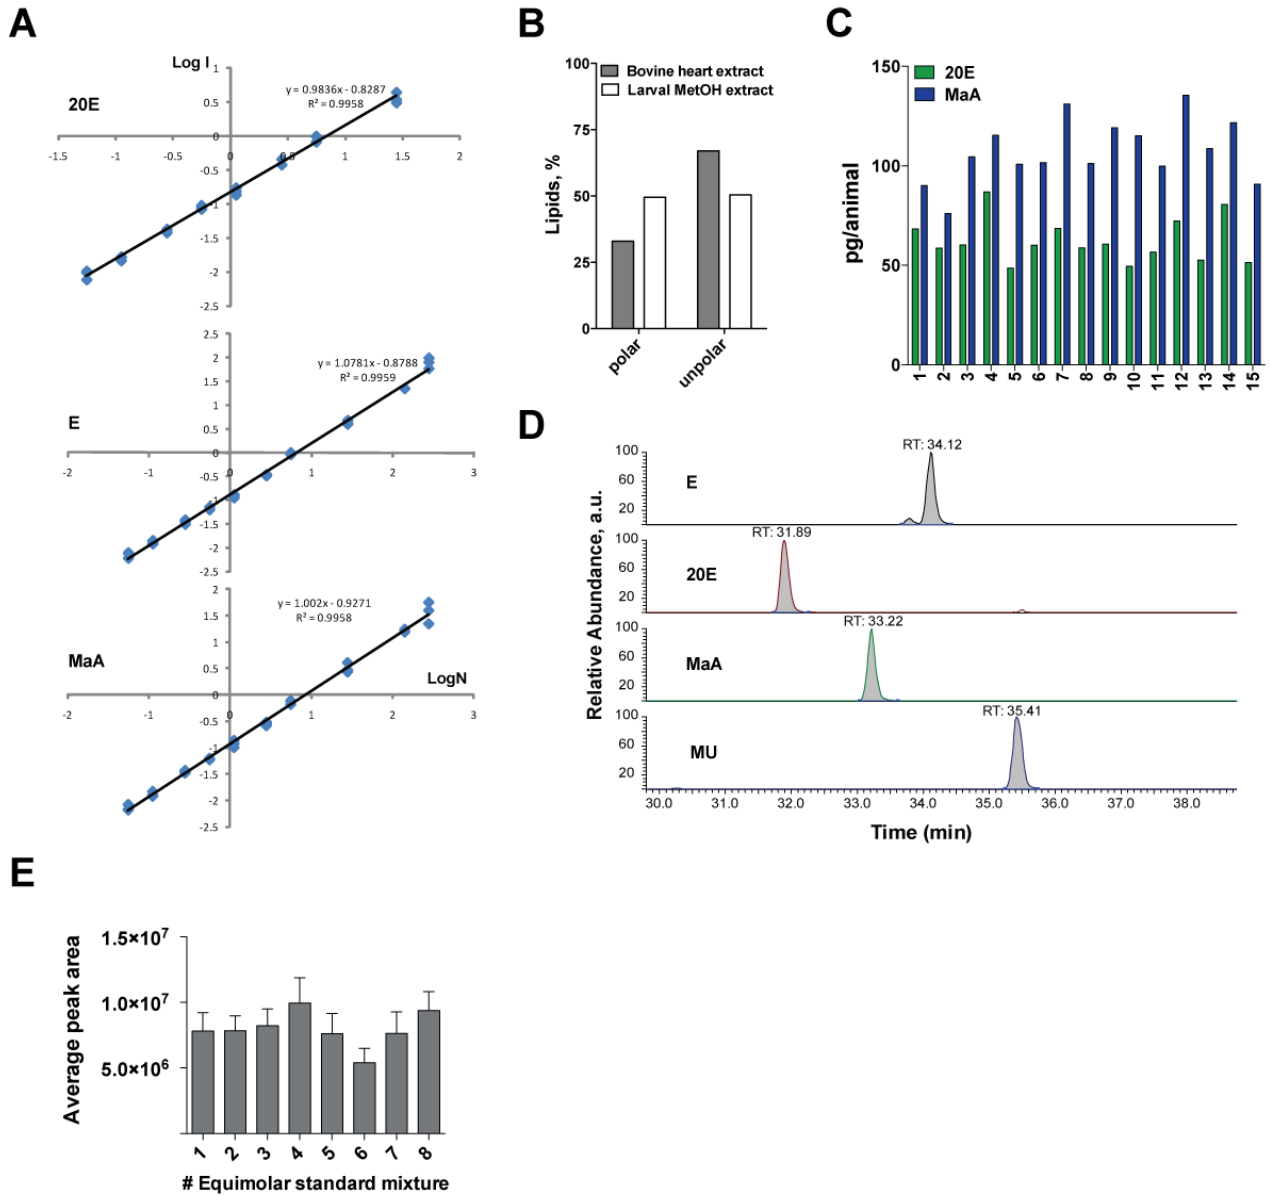 A
Log I
20E
y = 0.9836x - 0.8287
R² = 0.9958
1
0.5
0
-0.5
-1
-1.5
-2
-2.5
-1.5 -1 -0.5 0 0.5 1 1.5 2
E
y = 1.0781x - 0.8788
R² = 0.9959
2.5
2
1.5
1
0.5
0
-0.5
-1
-1.5
-2
-2.5
-2 -1 0 1 2 3
MaA
y = 1.002x - 0.9271
R² = 0.9958
LogN
2
1.5
1
0.5
0
-0.5
-1
-1.5
-2
-2.5
-2 -1 0 1 2 3
B
Bovine heart extract
Larval MetOH extract
Lipids, %
100
75
50
25
0
polar unpolar
C
20E
MaA
pg/animal
150
100
50
0
1 2 3 4 5 6 7 8 9 10 11 12 13 14 15
D
Relative Abundance, a.u.
RT: 34.12
E
100
60
20
RT: 31.89
20E
100
60
20
RT: 33.22
MaA
100
60
20
RT: 35.41
MU
100
60
20
30.0 31.0 32.0 33.0 34.0 35.0 36.0 37.0 38.0
Time (min)
E
Average peak area
1.5×10⁷
1.0×10⁷
5.0×10⁶
1 2 3 4 5 6 7 8
# Equimolar standard mixture